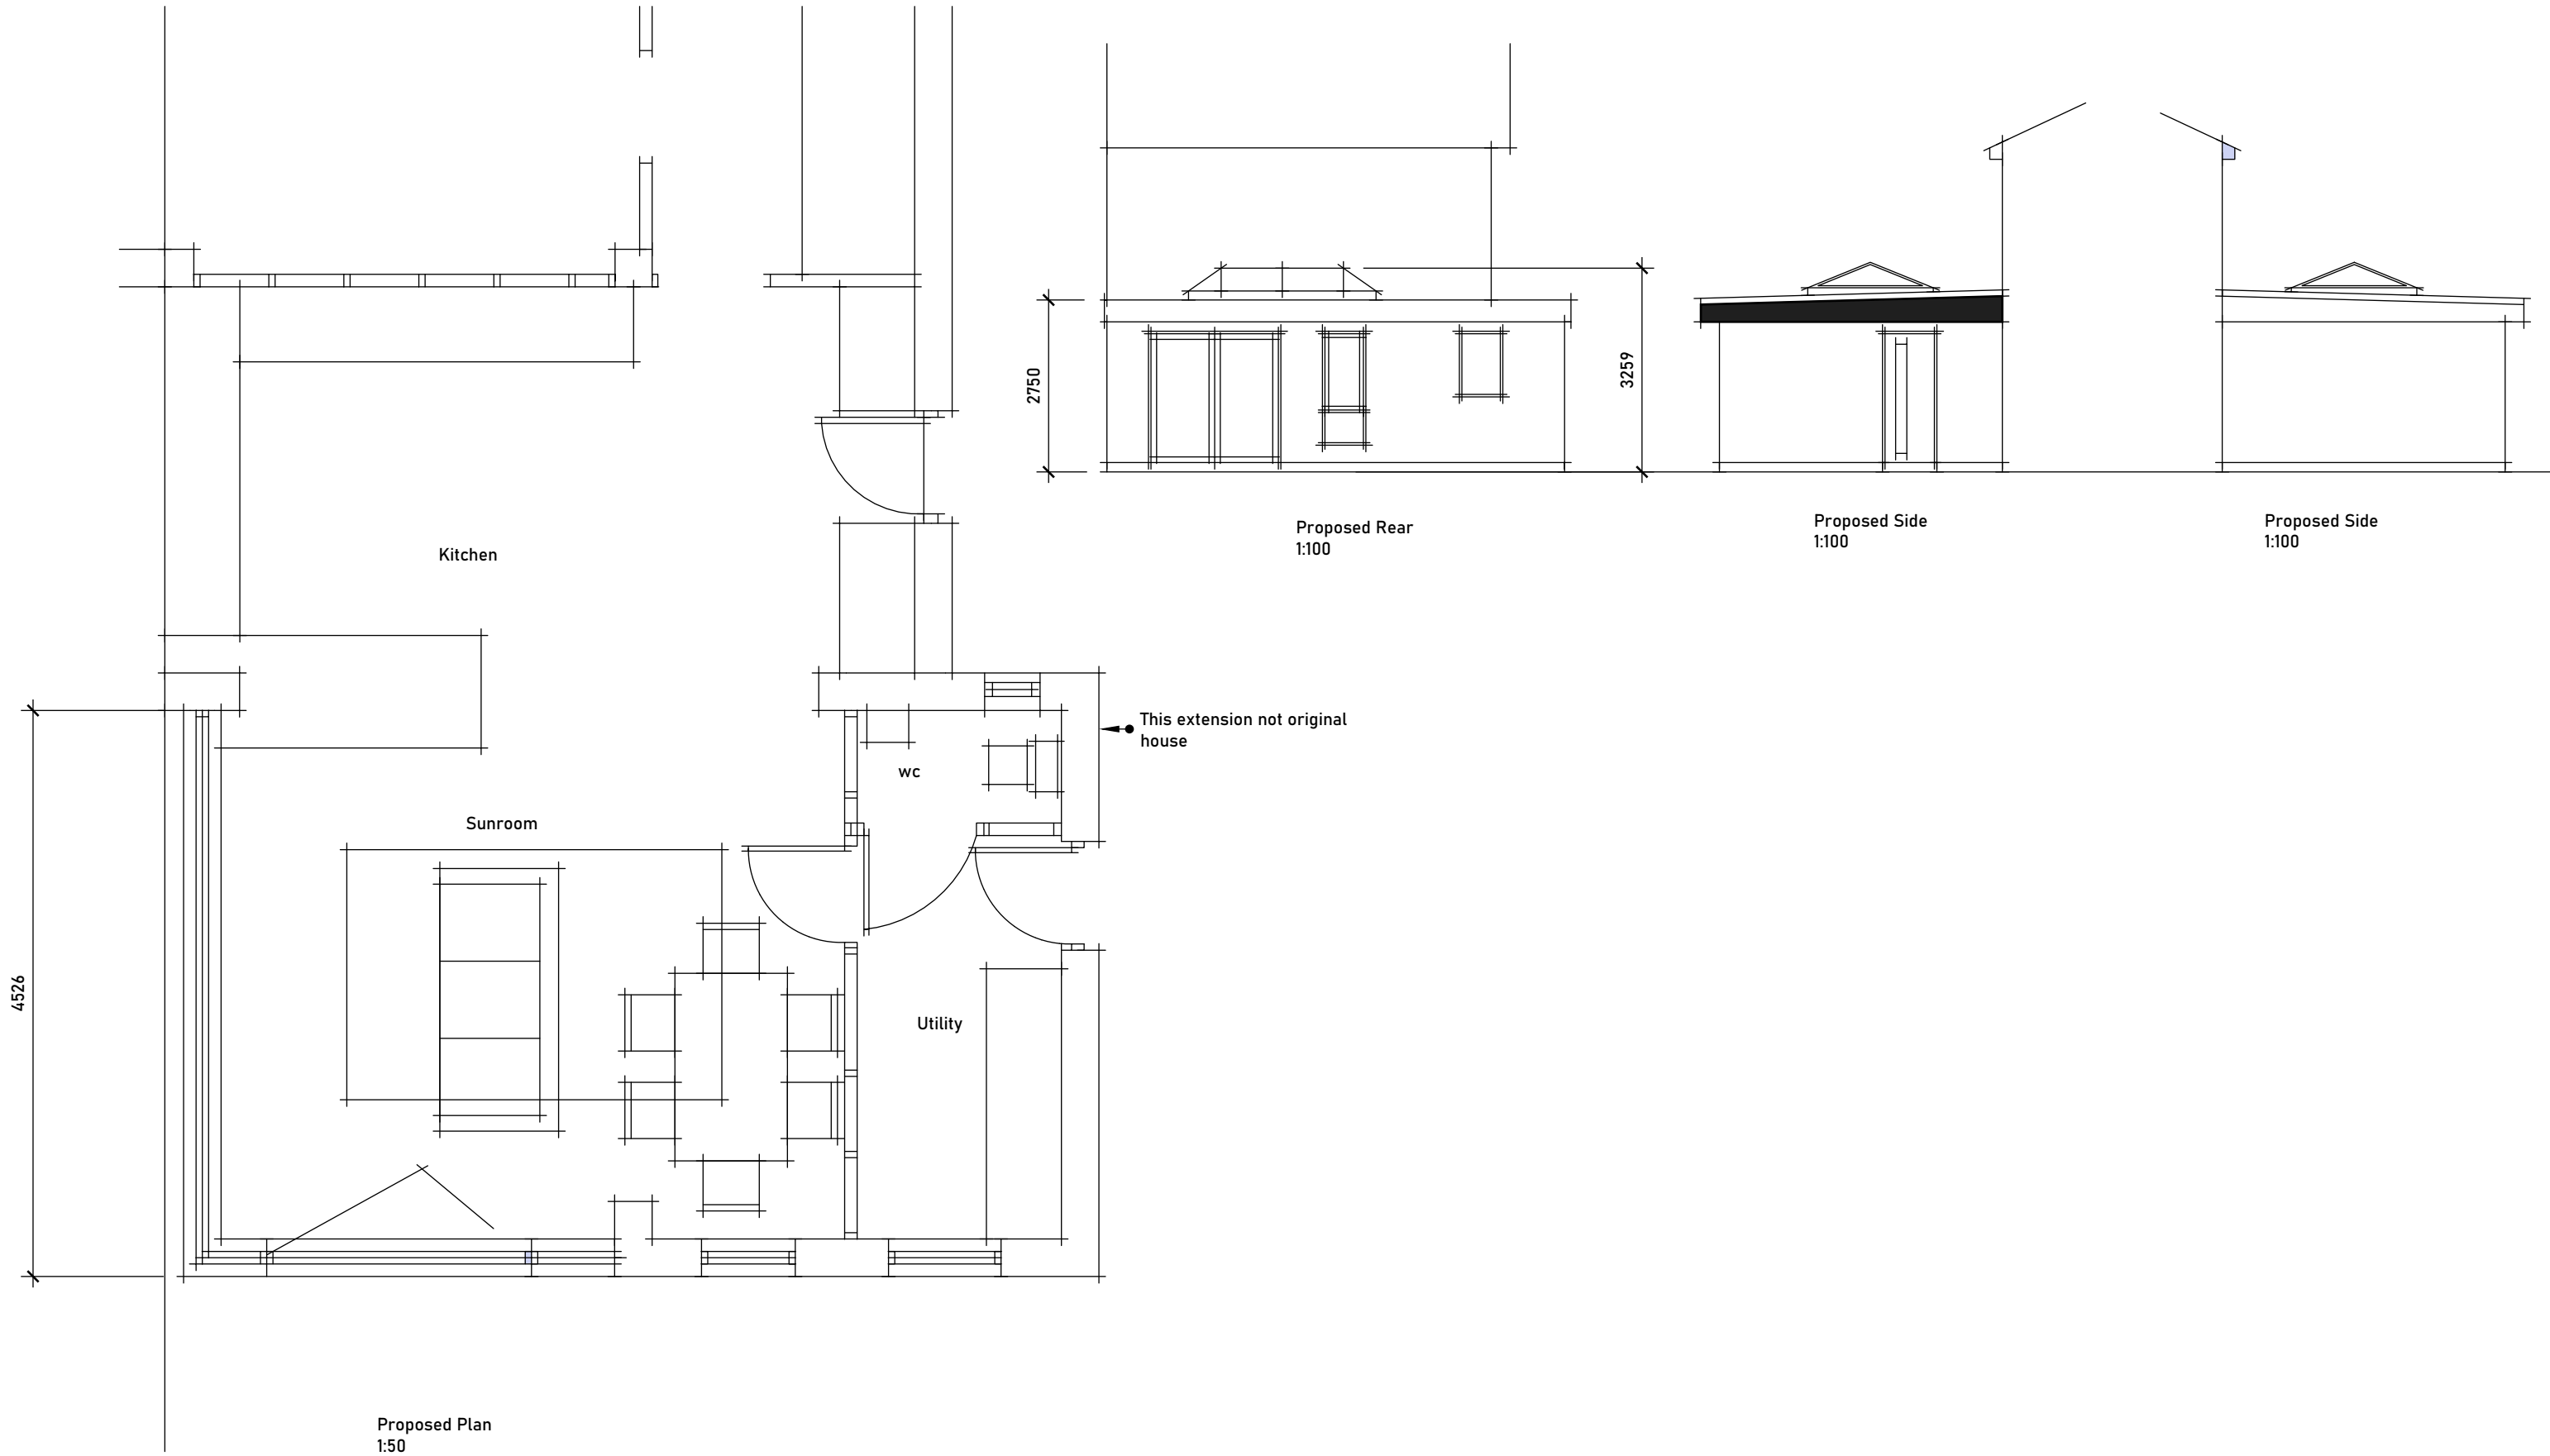 2750
3259
Proposed Rear
1:100
Proposed Side
1:100
Proposed Side
1:100
Kitchen
This extension not original
house
wc
Sunroom
4526
Utility
Proposed Plan
1:50